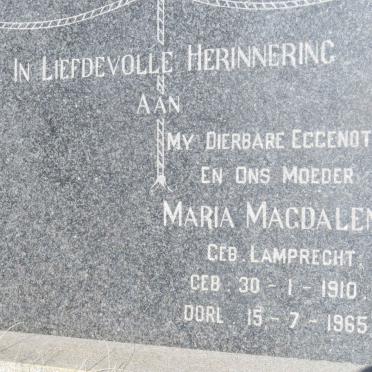 IN LIEFDEVOLLE HERINNERING
AAN
MY DIERBARE EGGENOT
EN ONS MOEDER
MARIA MAGDALEN
GEB. LAMPRECHT.
GEB. 30 - 1 - 1910.
OORL. 15 - 7 - 1965